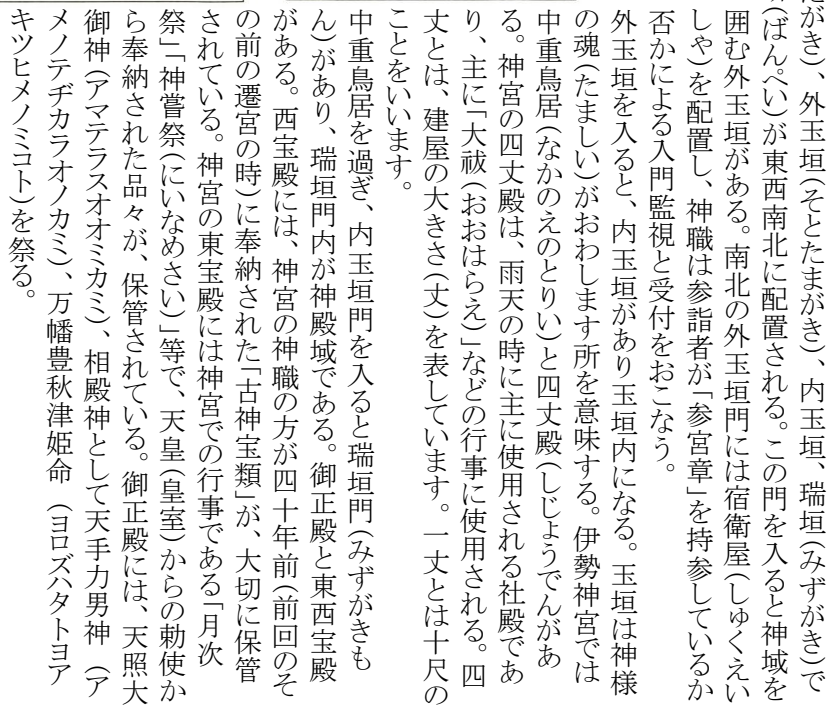 がき)、外玉垣(そとたまがき)、内玉垣、瑞垣(みずがき)で
(ばんぺい)が東西南北に配置される。この門を入ると神域を
囲む外玉垣がある。南北の外玉垣門には宿衛屋(しゅくえい
しゃ)を配置し、神職は参詣者が「参宮章」を持参しているか
否かによる入門監視と受付をおこなう。
外玉垣を入ると、内玉垣があり玉垣内になる。玉垣は神様
の魂(たましい)がおわします所を意味する。伊勢神宮では
中重鳥居(なかのえのとりい)と四丈殿(しじょうでんがあ
る。神宮の四丈殿は、雨天の時に主に使用される社殿であ
り、主に「大祓(おおはらえ)」などの行事に使用される。四
丈とは、建屋の大きさ(丈)を表しています。一丈とは十尺の
ことをいいます。
中重鳥居を過ぎ、内玉垣門を入ると瑞垣門(みずがきも
ん)があり、瑞垣門内が神殿域である。御正殿と東西宝殿
がある。西宝殿には、神宮の神職の方が四十年前(前回のそ
の前の遷宮の時)に奉納された「古神宝類」が、大切に保管
されている。神宮の東宝殿には神宮での行事である「月次
祭」「神嘗祭(にいなめさい)」等で、天皇(皇室)からの勅使か
ら奉納された品々が、保管されている。御正殿には、天照大
御神(アマテラスオオミカミ)、相殿神として天手力男神(ア
メノテヂカラオノカミ)、万幡豊秋津姫命(ヨロズハタトヨア
キツヒメノミコト)を祭る。